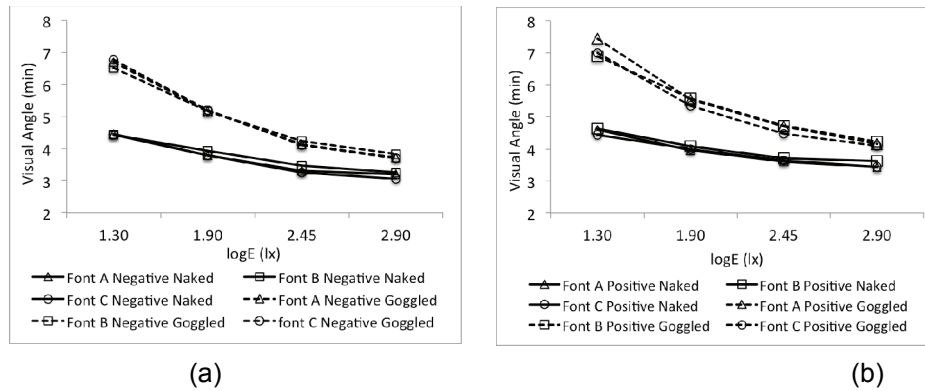 8
7
6
5
4
3
2
Visual Angle (min)
1.30 1.90 2.45 2.90
logE (lx)
Font A Negative Naked Font B Negative Naked
Font C Negative Naked Font A Negative Goggled
Font B Negative Goggled font C Negative Goggled
(a)
8
7
6
5
4
3
2
Visual Angle (min)
1.30 1.90 2.45 2.90
logE (lx)
Font A Positive Naked Font B Positive Naked
Font C Positive Naked Font A Positive Goggled
Font B Positive Goggled Font C Positive Goggled
(b)